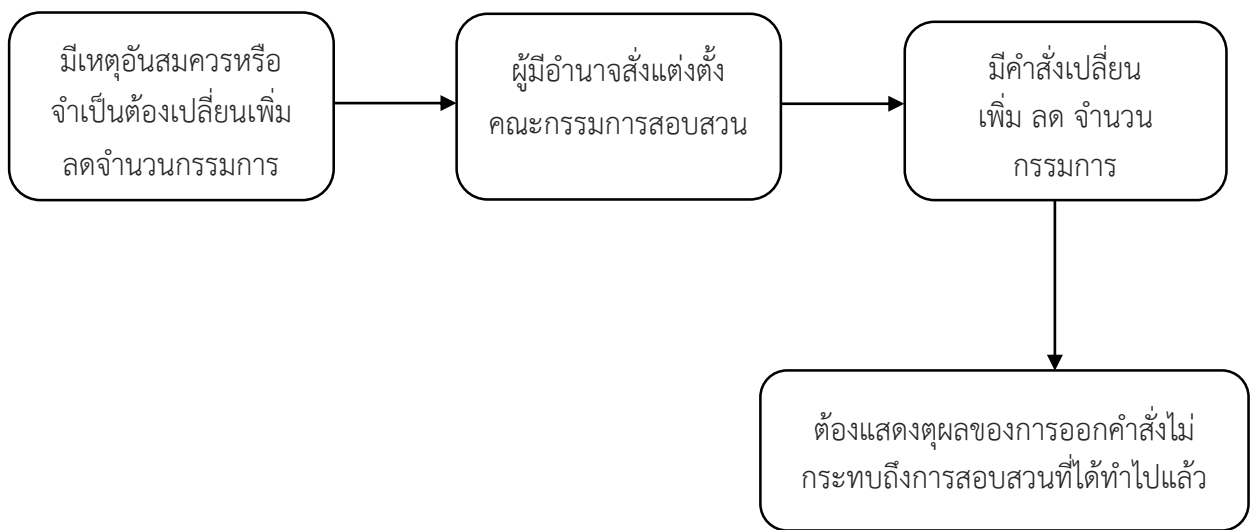 มีเหตุอันสมควรหรือ
จำเป็นต้องเปลี่ยนเพิ่ม
ลดจำนวนกรรมการ
ผู้มีอำนาจสั่งแต่งตั้ง
คณะกรรมการสอบสวน
มีคำสั่งเปลี่ยน
เพิ่ม ลด จำนวน
กรรมการ
ต้องแสดงตุผลของการออกคำสั่งไม่
กระทบถึงการสอบสวนที่ได้ทำไปแล้ว